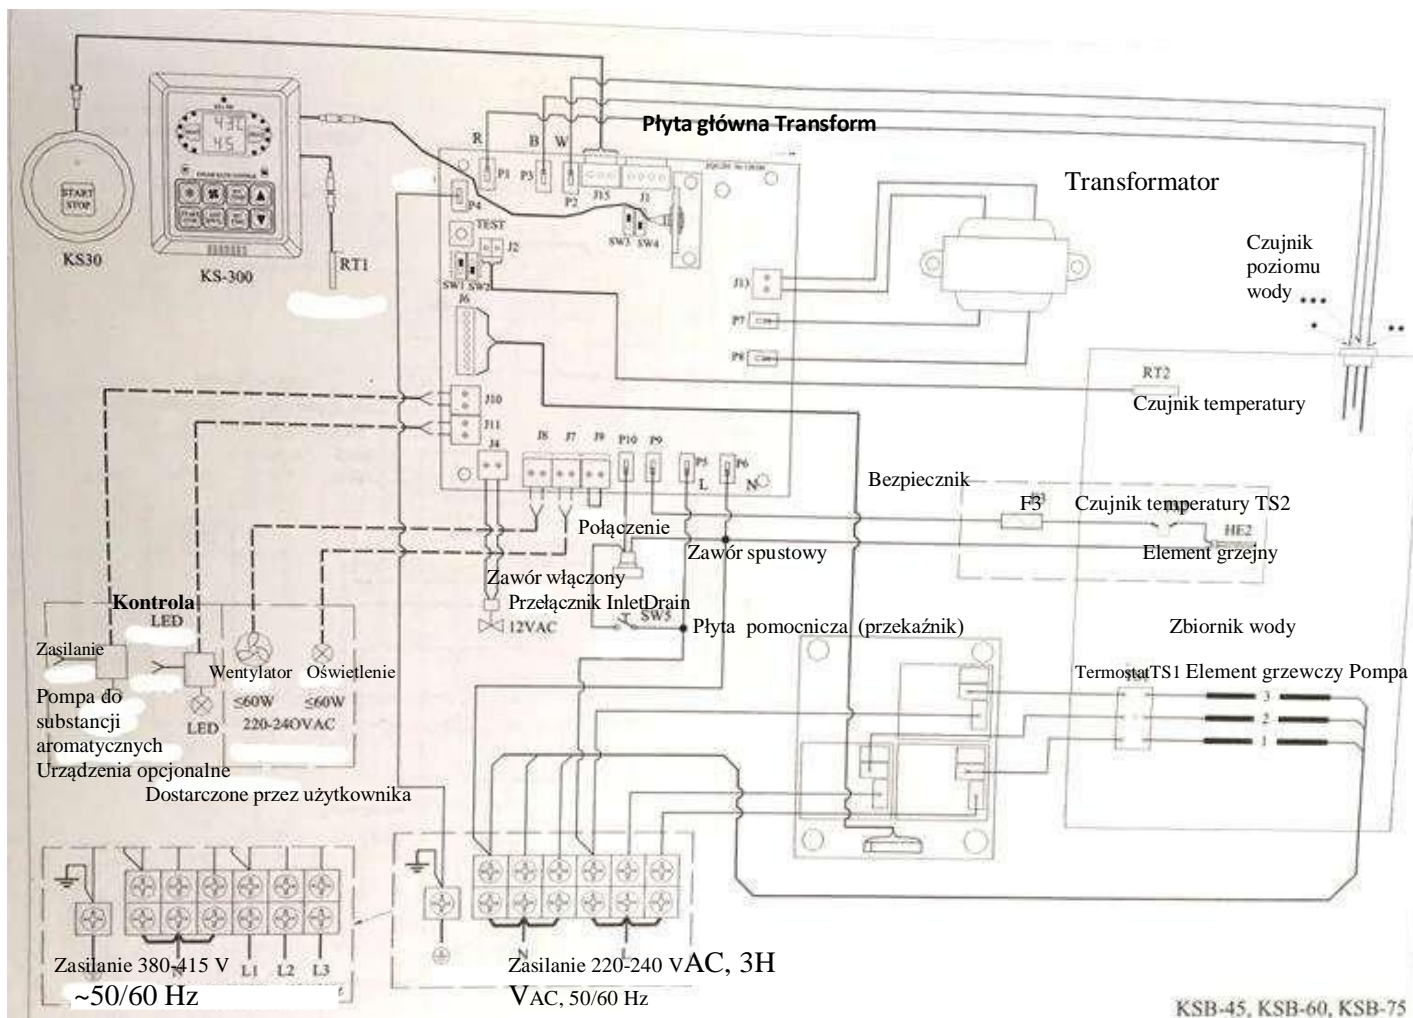 Płyta główna Transform
R
B
W
P1
P3
P2
J15
J1
P4
START
STOP
TEST
SW3
SW4
J2
KS30
KS-300
RT1
SW1
SW2
J6
Transformator
J13
P7
P8
Czujnik
poziomu
wody
RT2
Czujnik temperatury
J10
J11
J4
J8
J7
J9
P10
P9
P5
P6
L
N
Bezpiecznik
F3
Czujnik temperatury TS2
HE2
Element grzejny
Połączenie
Zawór spustowy
Zawór włączony
Przełącznik InletDrain
SW5
12VAC
Płyta pomocnicza (przekaźnik)
Zbiornik wody
Kontrola
LED
Zasilanie
Wentylator
Oświetlenie
≤60W
≤60W
220-240VAC
LED
Pompa do
substancji
aromatycznych
Urządzenia opcjonalne
Dostarczone przez użytkownika
TermostatTS1 Element grzewczy Pompa
3
2
1
N
L1
L2
L3
Zasilanie 380-415 V
~50/60 Hz
N
L
Zasilanie 220-240 VAC, 3H
VAC, 50/60 Hz
KSB-45, KSB-60, KSB-75